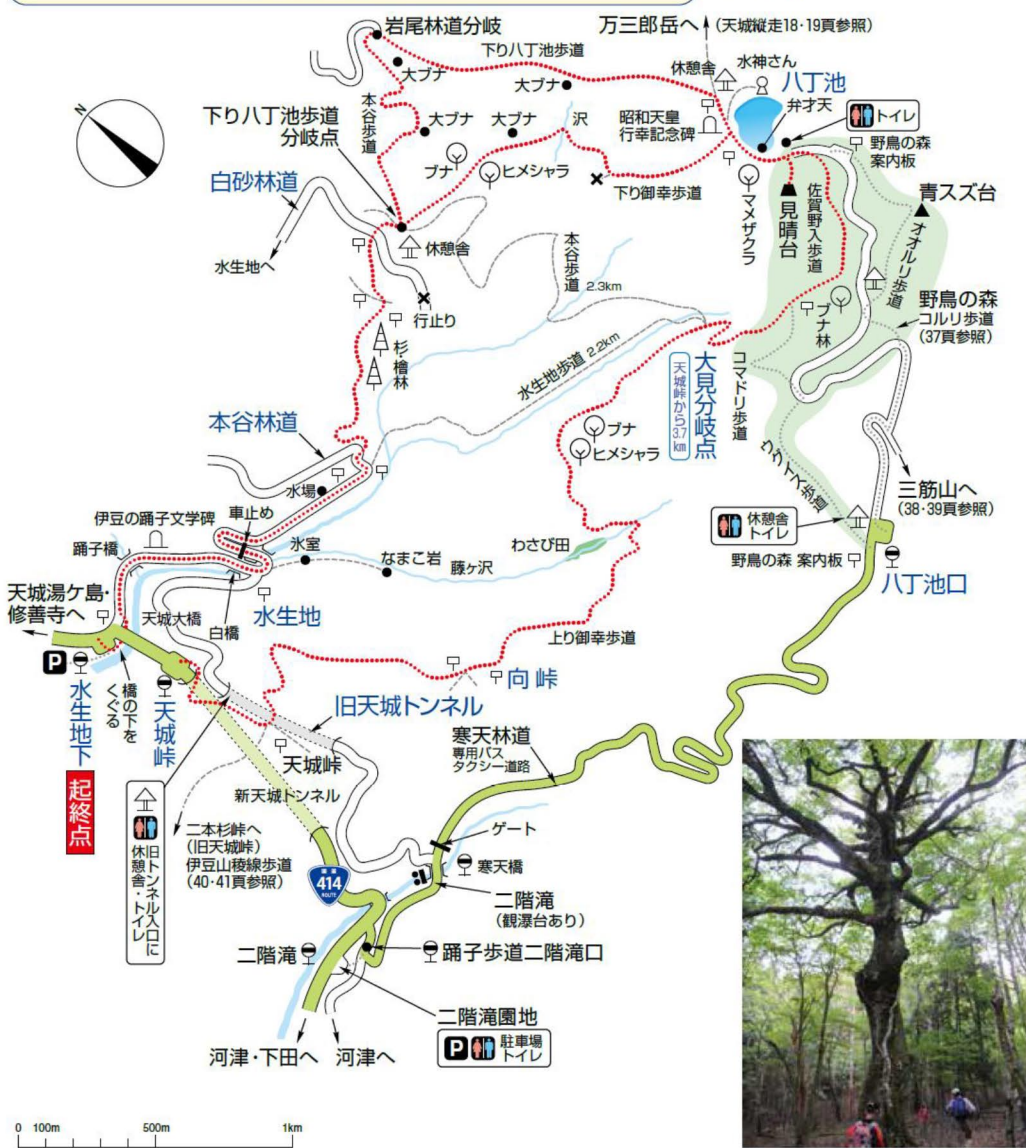 岩尾林道分岐
万三郎岳へ
(天城縦走18・19頁参照)
下り八丁池歩道
大ブナ
休憩舎
水神さん
八丁池
大ブナ
弁才天
トイレ
N
本谷歩道
下り八丁池歩道
分岐点
大ブナ
大ブナ
沢
昭和天皇
行幸記念碑
野鳥の森
案内板
ブナ
ヒメシャラ
下り御幸歩道
マメザクラ
見晴台
佐賀野入歩道
青スズ台
オオルリ歩道
白砂林道
休憩舎
水生地へ
本谷歩道
2.3km
行止り
ブナ林
野鳥の森
コルリ歩道
(37頁参照)
杉・檜林
水生地歩道 2.2km
大見分岐点
天城峠から3.7km
コマドリ歩道
本谷林道
ブナ
ヒメシャラ
ウグイス歩道
三筋山へ
(38・39頁参照)
水場
車止め
伊豆の踊子文学碑
踊子橋
氷室
なまこ岩
藤ヶ沢
わさび田
休憩舎
トイレ
野鳥の森 案内板
八丁池口
天城湯ケ島・
修善寺へ
天城大橋
白橋
水生地
上り御幸歩道
P
水生地下
橋の下を
くぐる
天城峠
向峠
旧天城トンネル
起終点
天城峠
寒天林道
専用バス
タクシー道路
新天城トンネル
旧トンネル入口に
休憩舎・トイレ
二本杉峠へ
(旧天城峠)
伊豆山稜線歩道
(40・41頁参照)
ゲート
国道
414
ROUTE
寒天橋
二階滝
(観瀑台あり)
二階滝
踊子歩道二階滝口
二階滝園地
P
駐車場
トイレ
河津・下田へ
河津へ
0 100m 500m 1km